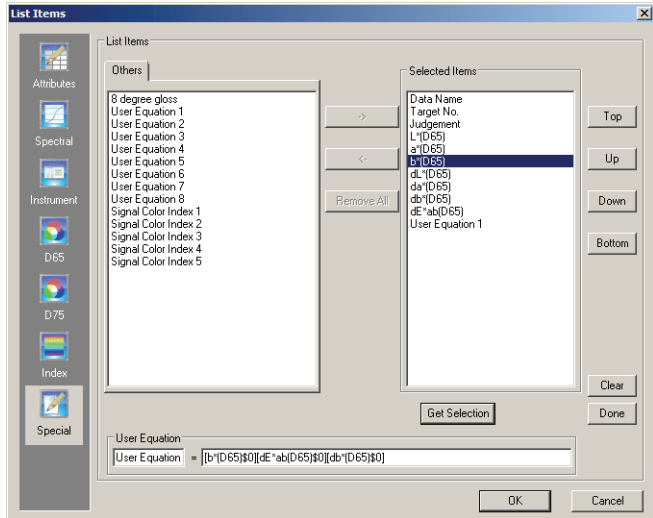 List Items
Attributes
Spectral
Instrument
D65
D75
Index
Special
List Items
Others
8 degree gloss
User Equation 1
User Equation 2
User Equation 3
User Equation 4
User Equation 5
User Equation 6
User Equation 7
User Equation 8
Signal Color Index 1
Signal Color Index 2
Signal Color Index 3
Signal Color Index 4
Signal Color Index 5
->
<-
Remove All
Selected Items
Data Name
Target No.
Judgement
L*(D65)
a*(D65)
b*(D65)
dL*(D65)
da*(D65)
db*(D65)
dE*ab(D65)
User Equation 1
Top
Up
Down
Bottom
Clear
Get Selection
Done
User Equation
User Equation = [b*(D65)$0][dE*ab(D65)$0][db*(D65)$0]
OK
Cancel